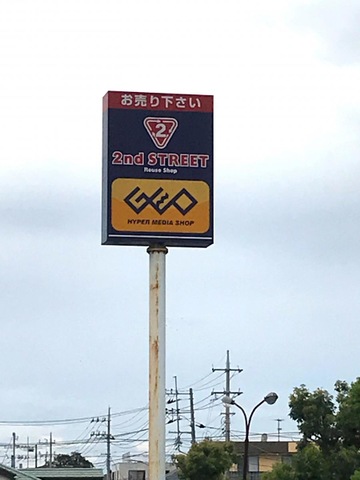 お売り下さい
2
2nd STREET
Reuse Shop
GEO
HYPER MEDIA SHOP